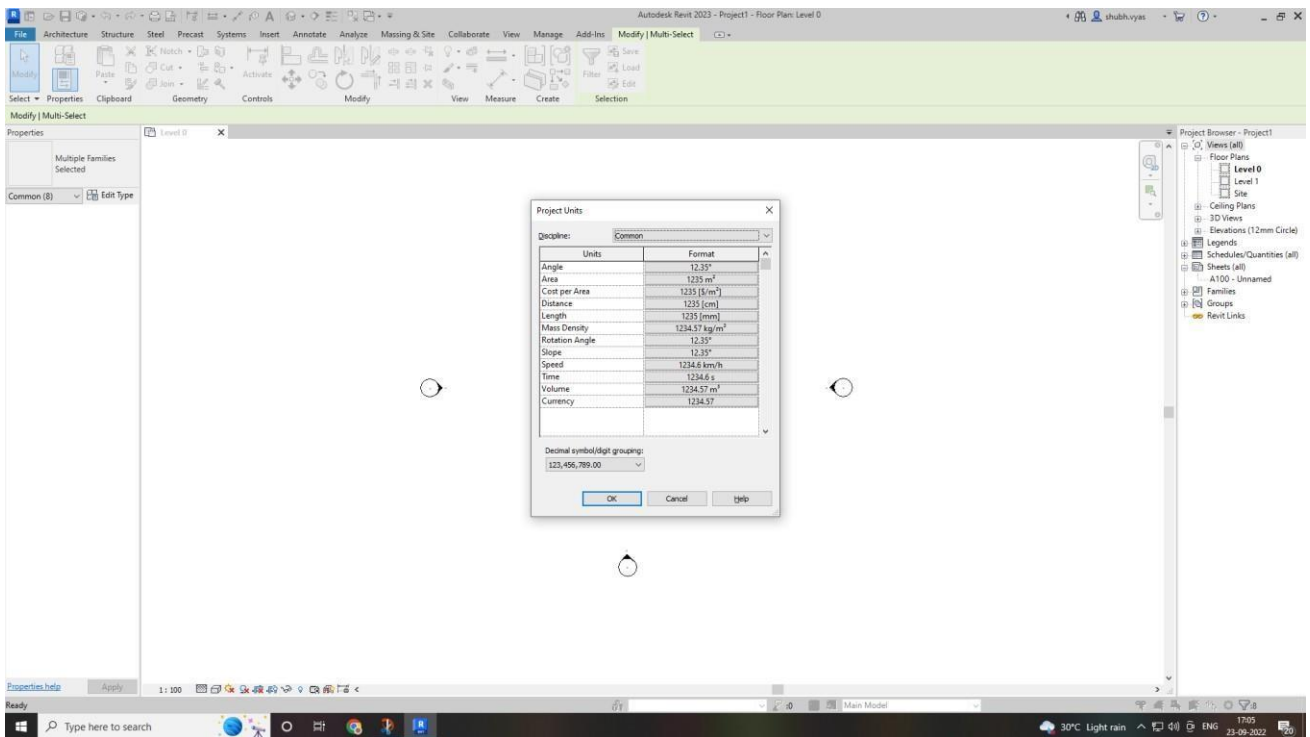 Autodesk Revit 2023 - Project1 - Floor Plan: Level 0
shubh.vyas
File Architecture Structure Steel Precast Systems Insert Annotate Analyze Massing & Site Collaborate View Manage Add-Ins Modify | Multi-Select
Modify
Paste
Notch
Cut
Join
Activate
Filter
Save
Load
Edit
Select Properties Clipboard Geometry Controls Modify View Measure Create Selection
Modify | Multi-Select
Properties
Multiple Families
Selected
Common (8) Edit Type
Level 0
Project Units
Discipline: Common
Units Format
Angle 12.35°
Area 1235 m²
Cost per Area 1235 [$/m²]
Distance 1235 [cm]
Length 1235 [mm]
Mass Density 1234.57 kg/m³
Rotation Angle 12.35°
Slope 12.35°
Speed 1234.6 km/h
Time 1234.6 s
Volume 1234.57 m³
Currency 1234.57
Decimal symbol/digit grouping:
123,456,789.00
OK Cancel Help
Project Browser - Project1
Views (all)
Floor Plans
Level 0
Level 1
Site
Ceiling Plans
3D Views
Elevations (12mm Circle)
Legends
Schedules/Quantities (all)
Sheets (all)
A100 - Unnamed
Families
Groups
Revit Links
Properties help Apply 1 : 100
Ready :0 Main Model
Type here to search
30°C Light rain ENG 17:05
23-09-2022